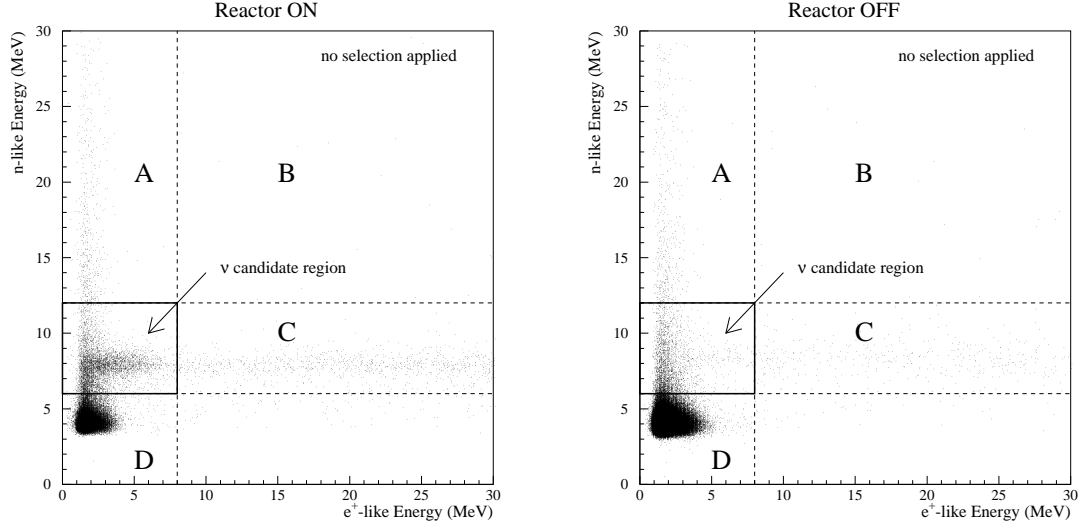 Reactor ON
n-like Energy (MeV)
30
25
20
15
10
5
0
no selection applied
A
B
ν candidate region
C
D
0
5
10
15
20
25
30
e⁺-like Energy (MeV)
Reactor OFF
n-like Energy (MeV)
30
25
20
15
10
5
0
no selection applied
A
B
ν candidate region
C
D
0
5
10
15
20
25
30
e⁺-like Energy (MeV)